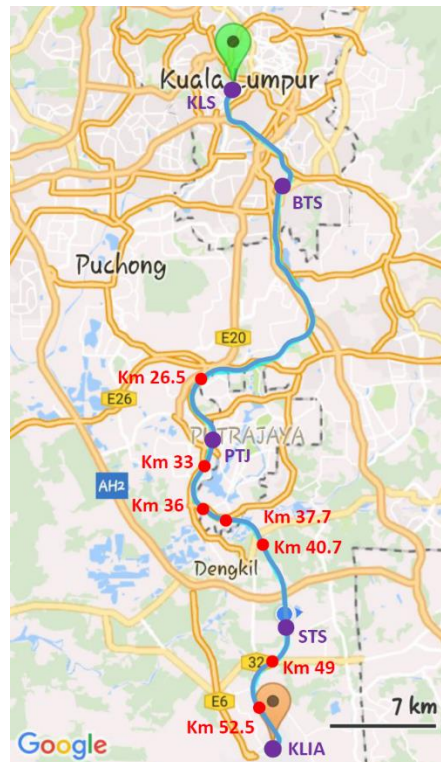 Kuala Lumpur
KLS
BTS
Puchong
E20
Km 26.5
E26
PUTRAJAYA
PTJ
Km 33
AH2
Km 36
Km 37.7
Km 40.7
Dengkil
STS
32
Km 49
E6
7 km
Km 52.5
Google
KLIA